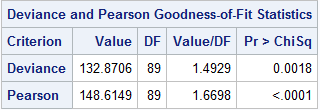 Deviance and Pearson Goodness-of-Fit Statistics
Criterion Value DF Value/DF Pr > ChiSq
Deviance 132.8706 89 1.4929 0.0018
Pearson 148.6149 89 1.6698 <.0001